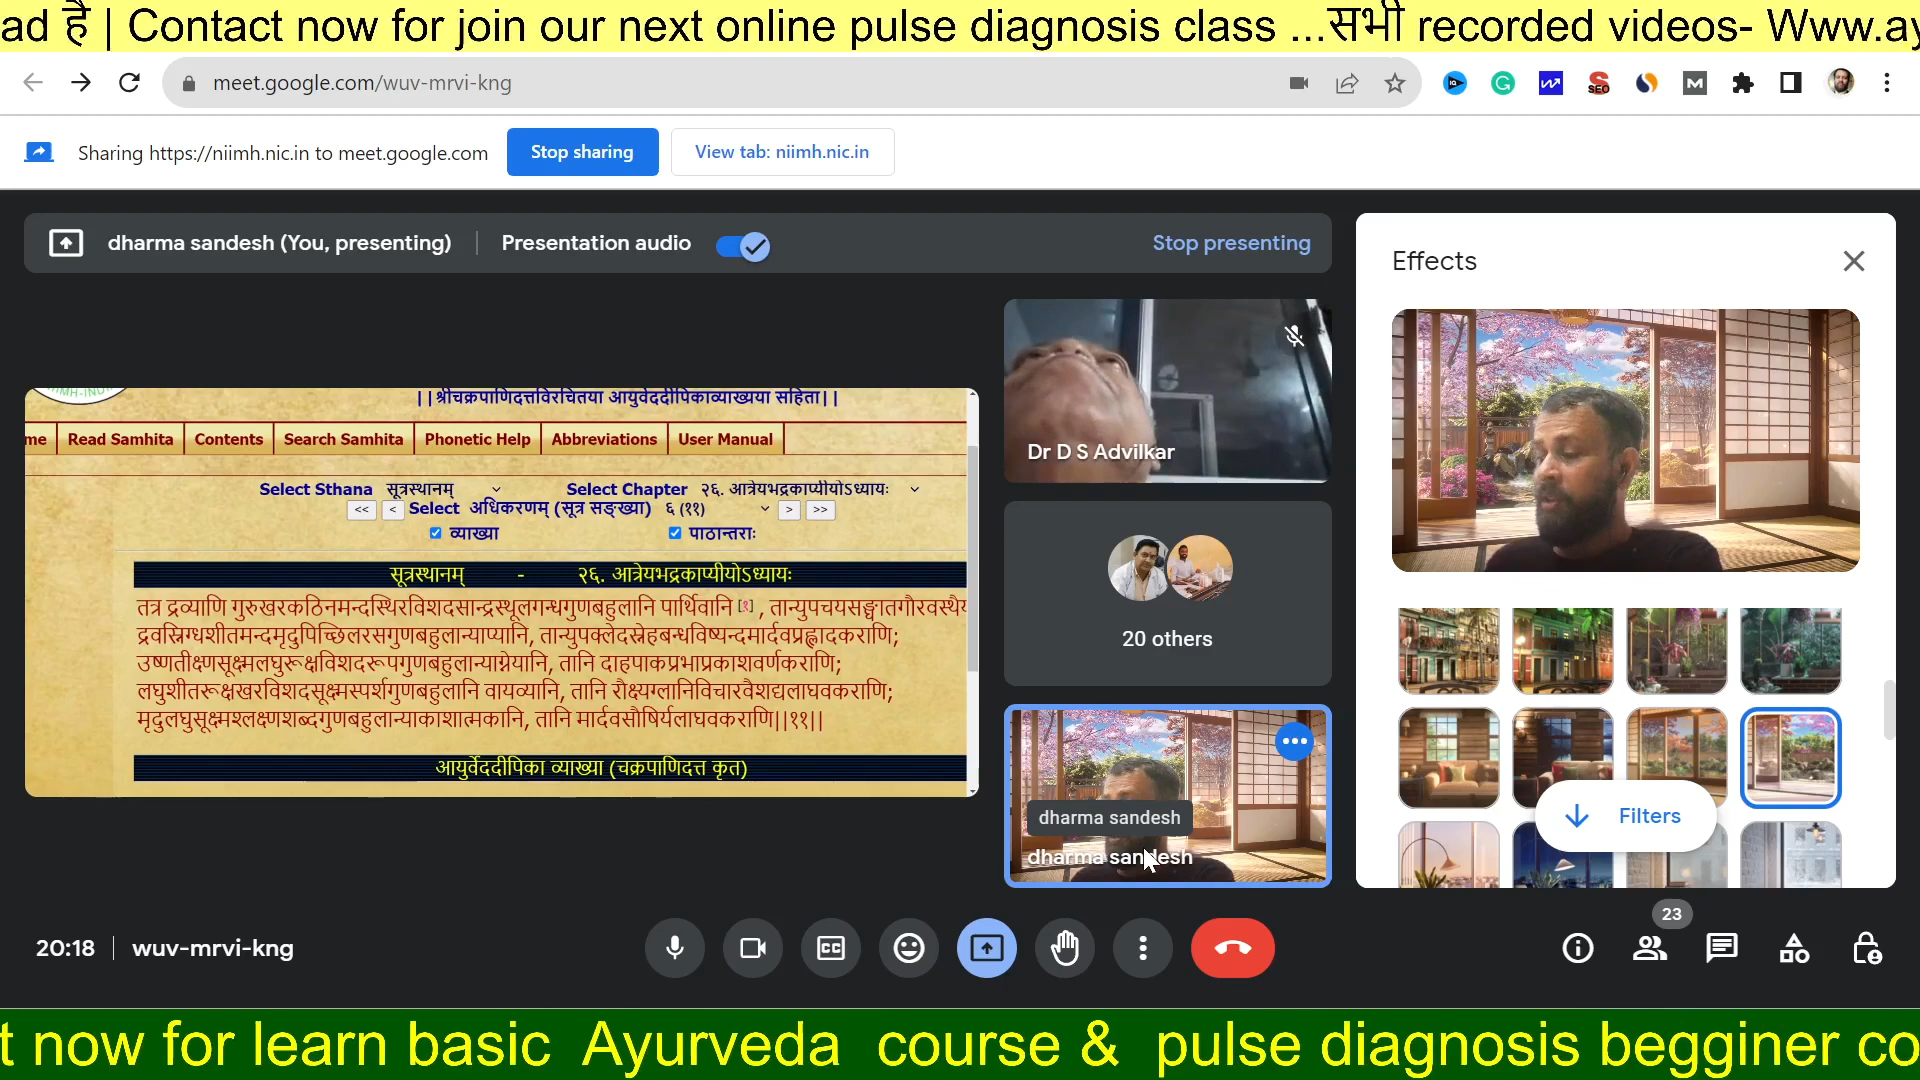 ad है | Contact now for join our next online pulse diagnosis class ...सभी recorded videos- Www.ay
meet.google.com/wuv-mrvi-kng
Sharing https://niimh.nic.in to meet.google.com
Stop sharing
View tab: niimh.nic.in
dharma sandesh (You, presenting)
Presentation audio
Stop presenting
Effects
||श्रीचक्रपाणिदत्तविरचितया आयुर्वेददीपिकाव्याख्यया सहिता||
me
Read Samhita
Contents
Search Samhita
Phonetic Help
Abbreviations
User Manual
Select Sthana सूत्रस्थानम्
Select Chapter २६. आत्रेयभद्रकाप्यीयोऽध्यायः
<< < Select अधिकरणम् (सूत्र सङ्ख्या) ६ (११) > >>
व्याख्या
पाठान्तराः
सूत्रस्थानम् - २६. आत्रेयभद्रकाप्यीयोऽध्यायः
तत्र द्रव्याणि गुरुखरकठिनमन्दस्थिरविशदसान्द्रस्थूलगन्धगुणबहुलानि पार्थिवानि [१] , तान्युपचयसङ्घातगौरवस्थैर्
द्रवस्निग्धशीतमन्दमृदुपिच्छिलरसगुणबहुलान्याप्यानि, तान्युपक्लेदस्नेहबन्धविष्यन्दमार्दवप्रह्लादकराणि;
उष्णतीक्ष्णसूक्ष्मलघुरूक्षविशदरूपगुणबहुलान्याग्नेयानि, तानि दाहपाकप्रभाप्रकाशवर्णकराणि;
लघुशीतरूक्षखरविशदसूक्ष्मस्पर्शगुणबहुलानि वायव्यानि, तानि रौक्ष्यग्लानिविचारवैशद्यलाघवकराणि;
मृदुलघुसूक्ष्मश्लक्ष्णशब्दगुणबहुलान्याकाशात्मकानि, तानि मार्दवसौषिर्यलाघवकराणि||११||
आयुर्वेददीपिका व्याख्या (चक्रपाणिदत्त कृत)
Dr D S Advilkar
20 others
dharma sandesh
dharma sandesh
Filters
23
20:18
wuv-mrvi-kng
t now for learn basic Ayurveda course & pulse diagnosis begginer co